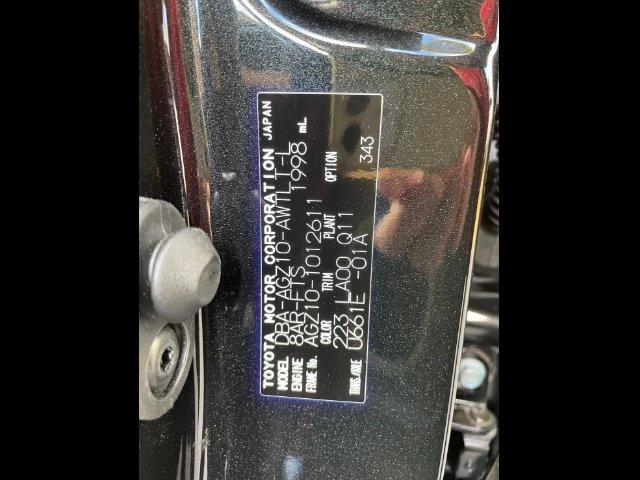 TOYOTA MOTOR CORPORATION JAPAN
MODEL DBA-AGZ10-AWTLT-L
ENGINE 8AR-FTS 1998 mL
FRAME No. AGZ10-1012611
COLOR TRIM PLANT OPTION
223 LA00 Q11 343
TRANS.AXLE U661E -01A